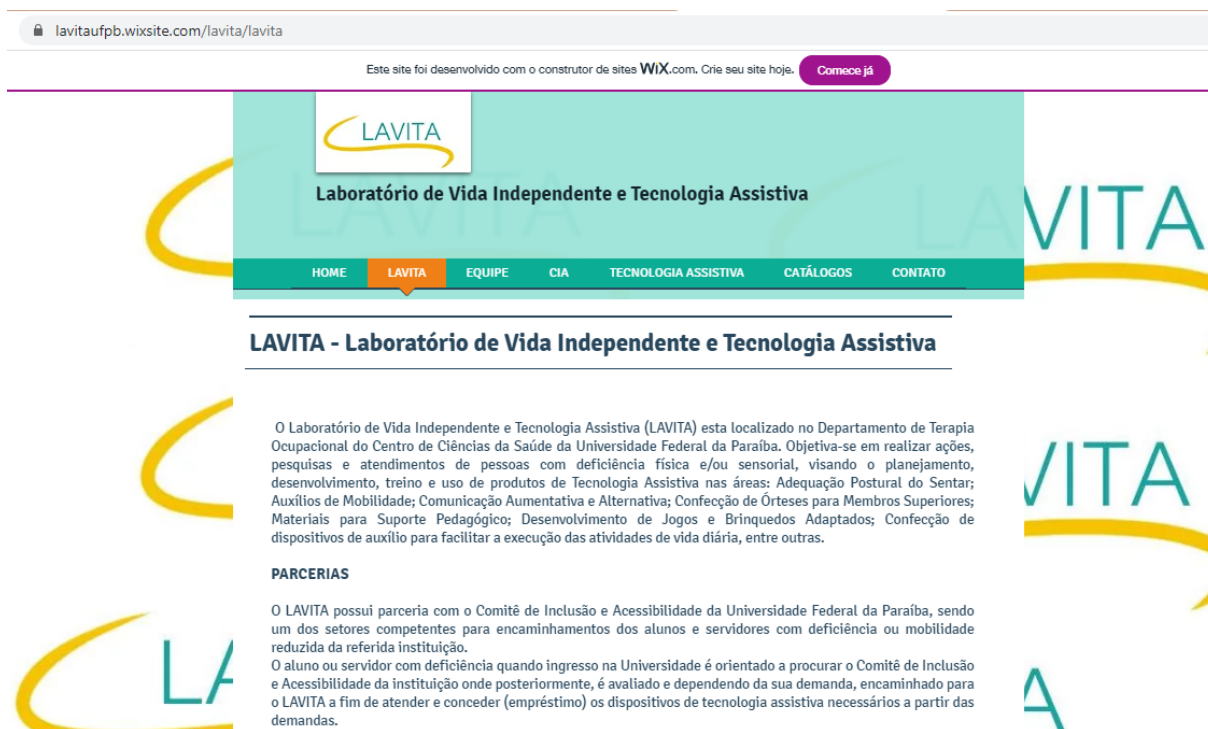 lavitaufpb.wixsite.com/lavita/lavita
Este site foi desenvolvido com o construtor de sites WiX.com. Crie seu site hoje. Comece já
LAVITA
Laboratório de Vida Independente e Tecnologia Assistiva
LAVITA
VITA
HOME LAVITA EQUIPE CIA TECNOLOGIA ASSISTIVA CATÁLOGOS CONTATO
LAVITA - Laboratório de Vida Independente e Tecnologia Assistiva
O Laboratório de Vida Independente e Tecnologia Assistiva (LAVITA) esta localizado no Departamento de Terapia
Ocupacional do Centro de Ciências da Saúde da Universidade Federal da Paraíba. Objetiva-se em realizar ações,
pesquisas e atendimentos de pessoas com deficiência física e/ou sensorial, visando o planejamento,
desenvolvimento, treino e uso de produtos de Tecnologia Assistiva nas áreas: Adequação Postural do Sentar;
Auxílios de Mobilidade; Comunicação Aumentativa e Alternativa; Confecção de Órteses para Membros Superiores;
Materiais para Suporte Pedagógico; Desenvolvimento de Jogos e Brinquedos Adaptados; Confecção de
dispositivos de auxílio para facilitar a execução das atividades de vida diária, entre outras.
VITA
PARCERIAS
O LAVITA possui parceria com o Comitê de Inclusão e Acessibilidade da Universidade Federal da Paraíba, sendo
um dos setores competentes para encaminhamentos dos alunos e servidores com deficiência ou mobilidade
reduzida da referida instituição.
O aluno ou servidor com deficiência quando ingresso na Universidade é orientado a procurar o Comitê de Inclusão
e Acessibilidade da instituição onde posteriormente, é avaliado e dependendo da sua demanda, encaminhado para
o LAVITA a fim de atender e conceder (empréstimo) os dispositivos de tecnologia assistiva necessários a partir das
demandas.
LA
A